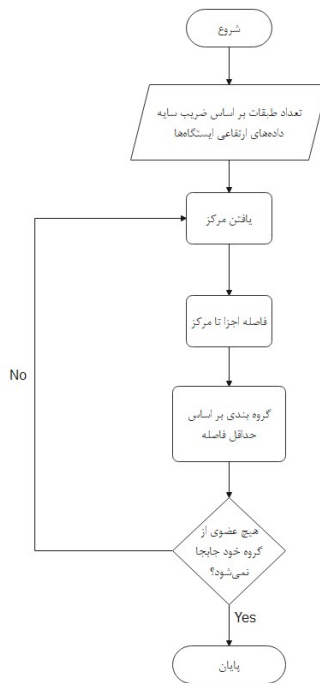 شروع
تعداد طبقات بر اساس ضریب سایه
داده‌های ارتفاعی ایستگاه‌ها
یافتن مرکز
فاصله اجزا تا مرکز
گروه بندی بر اساس
حداقل فاصله
هیچ عضوی از
گروه خود جابجا
نمی‌شود؟
No
Yes
پایان